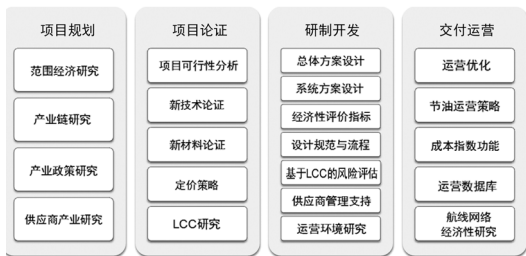 项目规划
范围经济研究
产业链研究
产业政策研究
供应商产业研究
项目论证
项目可行性分析
新技术论证
新材料论证
定价策略
LCC研究
研制开发
总体方案设计
系统方案设计
经济性评价指标
设计规范与流程
基于LCC的风险评估
供应商管理支持
运营环境研究
交付运营
运营优化
节油运营策略
成本指数功能
运营数据库
航线网络
经济性研究